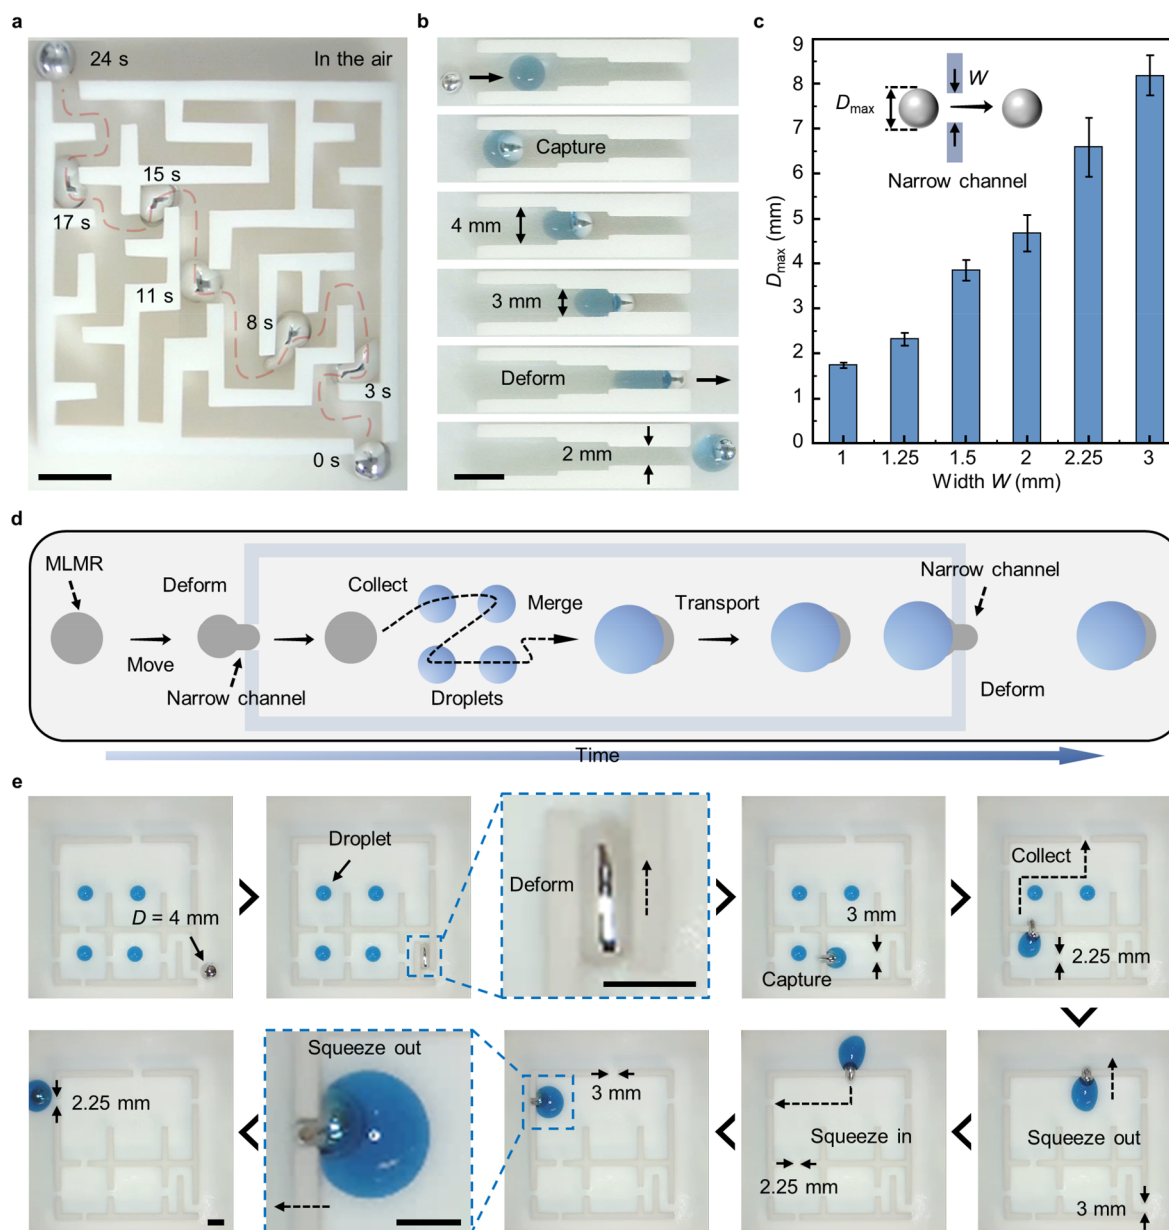 a
24 s
In the air
15 s
17 s
11 s
8 s
3 s
0 s
b
Capture
4 mm
3 mm
Deform
2 mm
c
9
8
7
6
5
4
3
2
1
0
Dmax (mm)
Dmax
W
Narrow channel
1
1.25
1.5
2
2.25
3
Width W (mm)
d
MLMR
Deform
Move
Narrow channel
Collect
Merge
Droplets
Transport
Narrow channel
Deform
Time
e
D = 4 mm
Droplet
Deform
3 mm
Capture
Collect
2.25 mm
2.25 mm
Squeeze out
3 mm
Squeeze in
2.25 mm
Squeeze out
3 mm